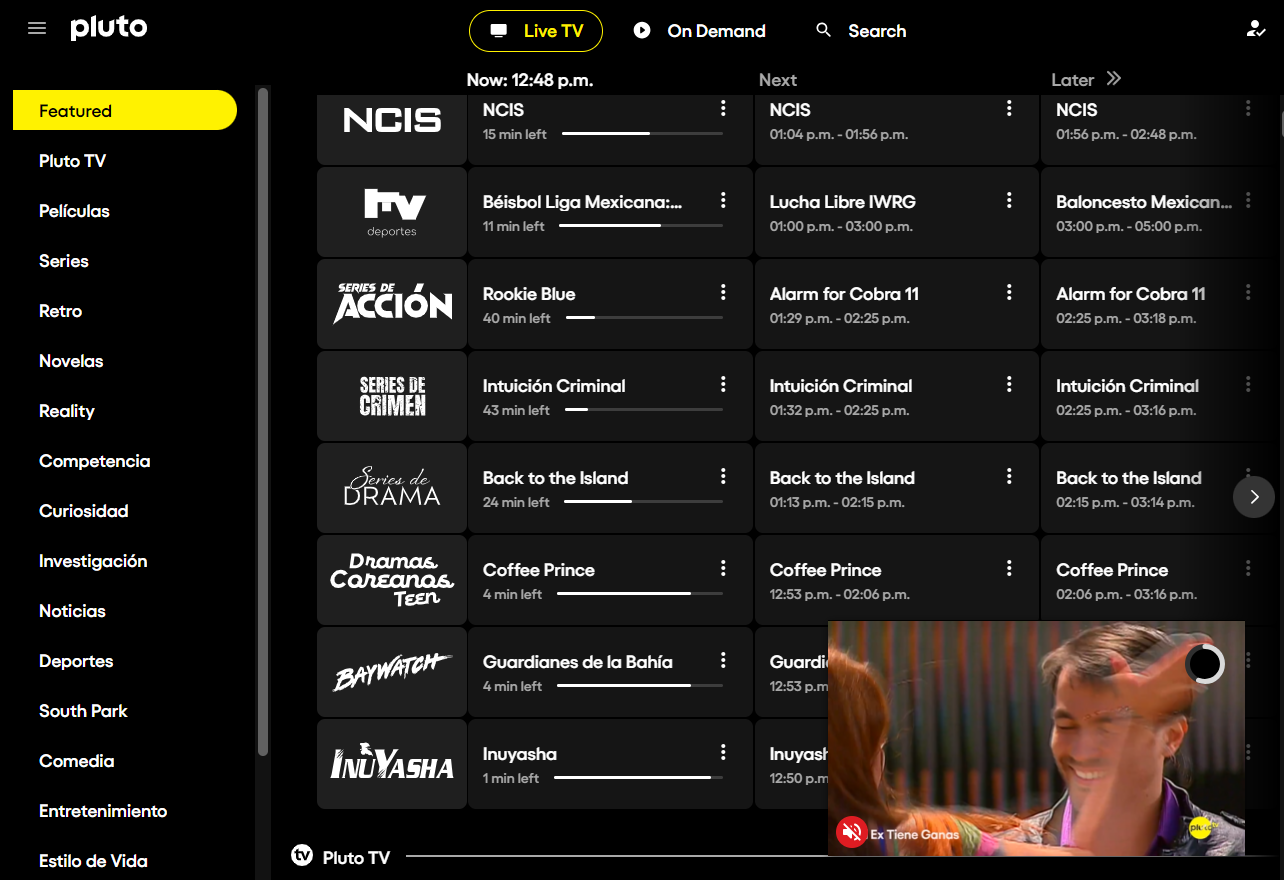 pluto
Live TV
On Demand
Search
Now: 12:48 p.m.
Next
Later
Featured
Pluto TV
Películas
Series
Retro
Novelas
Reality
Competencia
Curiosidad
Investigación
Noticias
Deportes
South Park
Comedia
Entretenimiento
Estilo de Vida
NCIS
NCIS
15 min left
NCIS
01:04 p.m. - 01:56 p.m.
NCIS
01:56 p.m. - 02:48 p.m.
deportes
Béisbol Liga Mexicana:...
11 min left
Lucha Libre IWRG
01:00 p.m. - 03:00 p.m.
Baloncesto Mexican...
03:00 p.m. - 05:00 p.m.
SERIES DE
ACCIÓN
Rookie Blue
40 min left
Alarm for Cobra 11
01:29 p.m. - 02:25 p.m.
Alarm for Cobra 11
02:25 p.m. - 03:18 p.m.
SERIES DE
CRIMEN
Intuición Criminal
43 min left
Intuición Criminal
01:32 p.m. - 02:25 p.m.
Intuición Criminal
02:25 p.m. - 03:16 p.m.
Series de
DRAMA
Back to the Island
24 min left
Back to the Island
01:13 p.m. - 02:15 p.m.
Back to the Island
02:15 p.m. - 03:14 p.m.
Dramas
Coreanos
Teen
Coffee Prince
4 min left
Coffee Prince
12:53 p.m. - 02:06 p.m.
Coffee Prince
02:06 p.m. - 03:16 p.m.
BAYWATCH
Guardianes de la Bahía
4 min left
Guardi
12:53 p.m
INUYASHA
Inuyasha
1 min left
Inuyash
12:50 p.m
Ex Tiene Ganas
tv
Pluto TV